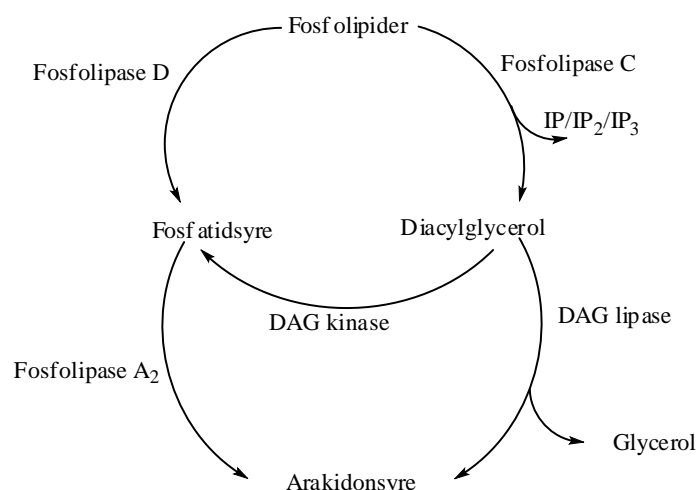 Fosfolipider
Fosfolipase D
Fosfolipase C
IP/IP₂/IP₃
Fosfatidsyre
Diacylglycerol
DAG kinase
DAG lipase
Fosfolipase A₂
Glycerol
Arakidonsyre